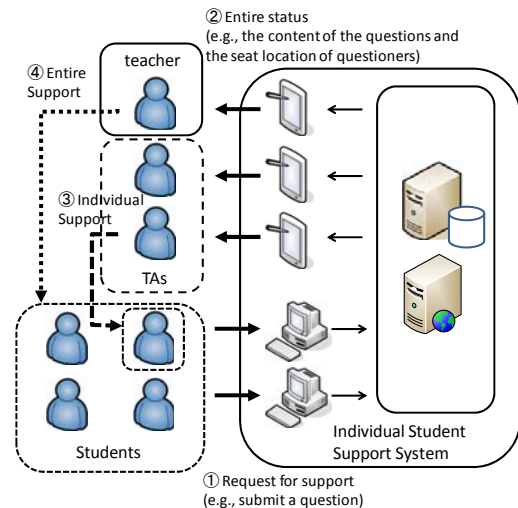 ② Entire status
(e.g., the content of the questions and
the seat location of questioners)
④ Entire
Support
teacher
③ Individual
Support
TAs
Students
Individual Student
Support System
① Request for support
(e.g., submit a question)